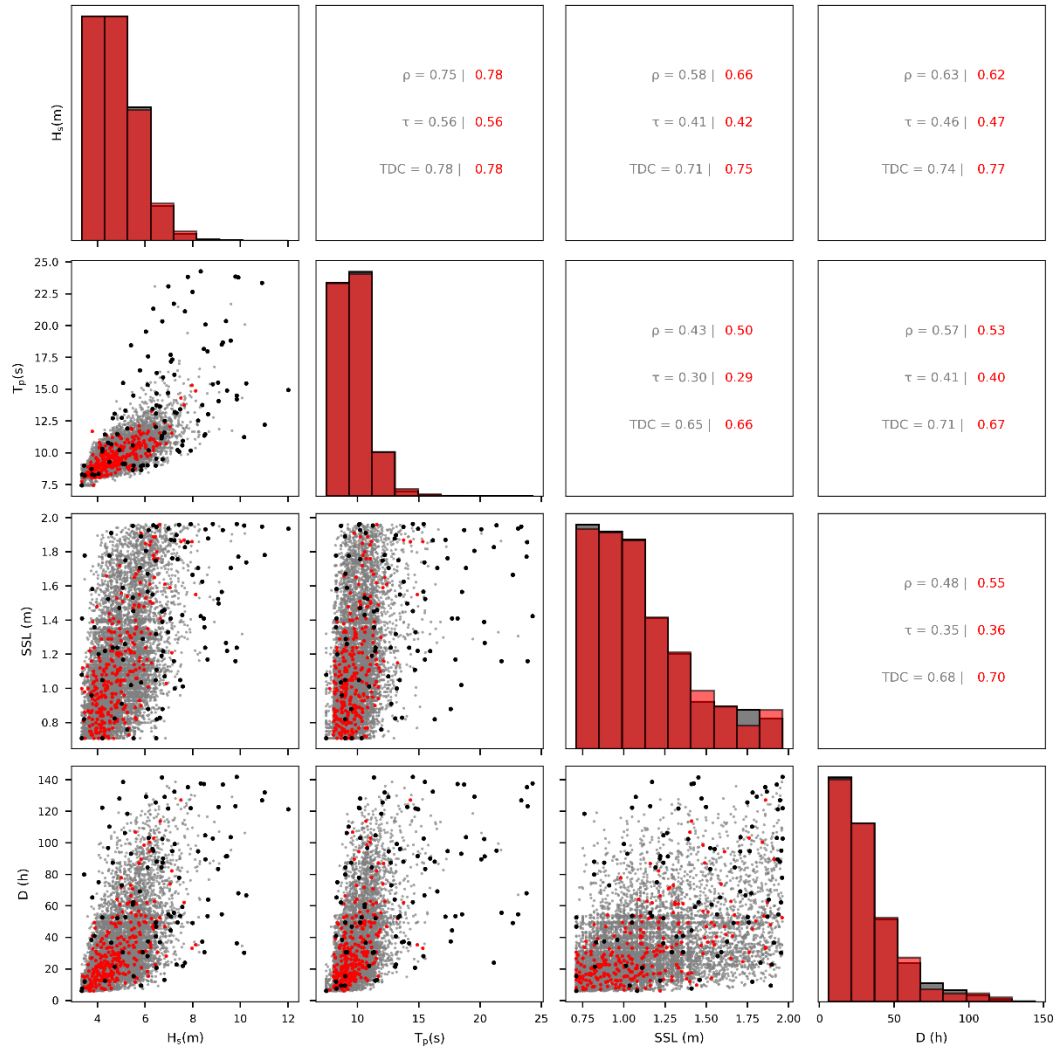 H_s(m)
ρ = 0.75 | 0.78
τ = 0.56 | 0.56
TDC = 0.78 | 0.78
ρ = 0.58 | 0.66
τ = 0.41 | 0.42
TDC = 0.71 | 0.75
ρ = 0.63 | 0.62
τ = 0.46 | 0.47
TDC = 0.74 | 0.77
T_p(s)
25.0
22.5
20.0
17.5
15.0
12.5
10.0
7.5
ρ = 0.43 | 0.50
τ = 0.30 | 0.29
TDC = 0.65 | 0.66
ρ = 0.57 | 0.53
τ = 0.41 | 0.40
TDC = 0.71 | 0.67
SSL (m)
2.0
1.8
1.6
1.4
1.2
1.0
0.8
ρ = 0.48 | 0.55
τ = 0.35 | 0.36
TDC = 0.68 | 0.70
D (h)
140
120
100
80
60
40
20
0
4 6 8 10 12
H_s(m)
10 15 20 25
T_p(s)
0.75 1.00 1.25 1.50 1.75 2.00
SSL (m)
0 50 100 150
D (h)